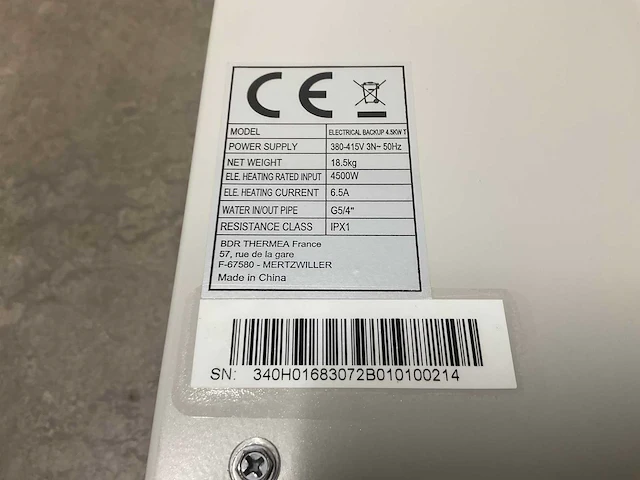 CE
MODEL ELECTRICAL BACKUP 4.5KW T
POWER SUPPLY 380-415V 3N~ 50Hz
NET WEIGHT 18.5kg
ELE. HEATING RATED INPUT 4500W
ELE. HEATING CURRENT 6.5A
WATER IN/OUT PIPE G5/4"
RESISTANCE CLASS IPX1
BDR THERMEA France
57, rue de la gare
F-67580 - MERTZWILLER
Made in China
SN: 340H01683072B010100214